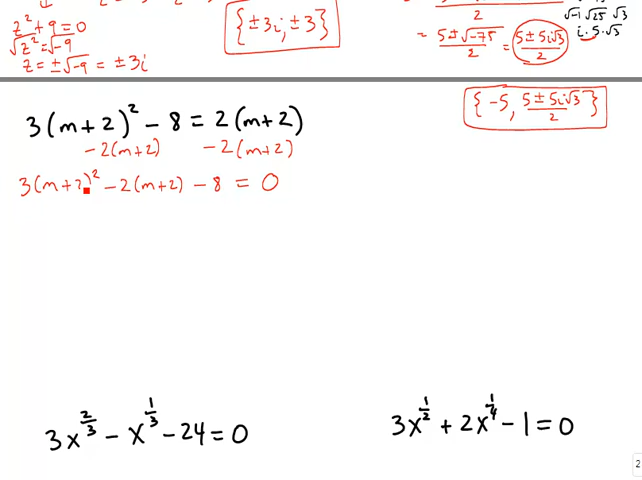 z² + 9 = 0
√z² = √-9
z = ±√-9 = ±3i
{±3i, ±3}
2
= 5±√-75 / 2 = 5±5i√3 / 2
√-1 √25 √3
i·5·√3
{-5, 5±5i√3 / 2}
3(m+2)² - 8 = 2(m+2)
-2(m+2) -2(m+2)
3(m+2)² - 2(m+2) - 8 = 0
3x^(2/3) - x^(1/3) - 24 = 0
3x^(1/2) + 2x^(1/4) - 1 = 0
2